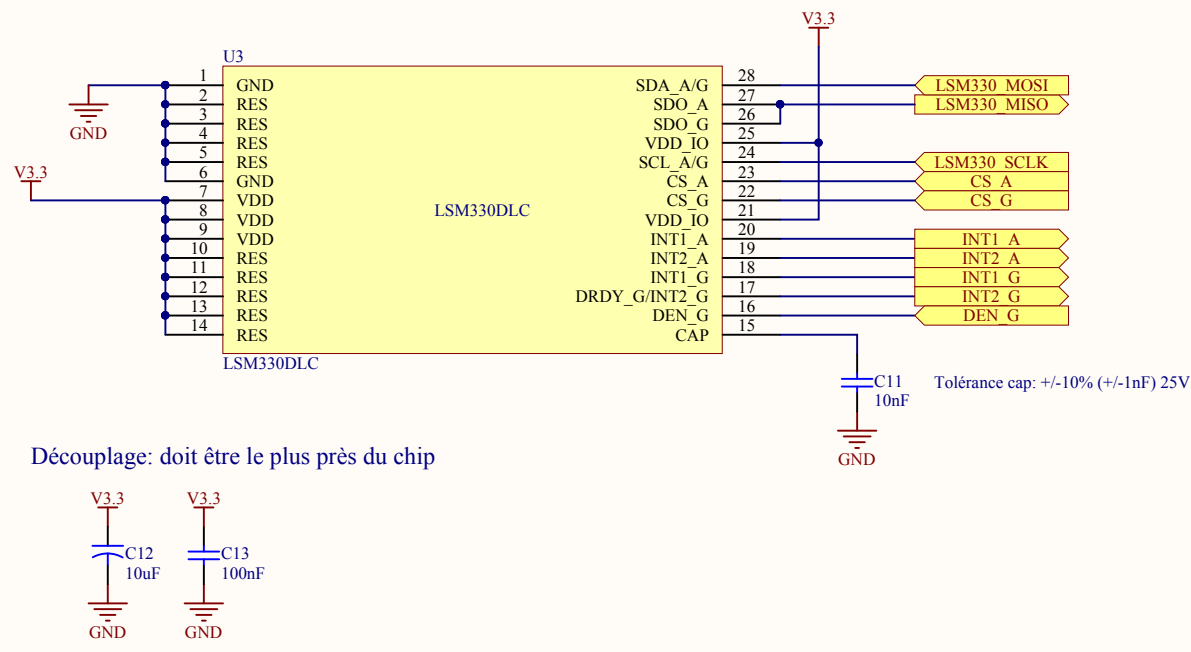 V3.3
U3
1 GND
2 RES
3 RES
4 RES
5 RES
6 GND
7 VDD
8 VDD
9 VDD
10 RES
11 RES
12 RES
13 RES
14 RES
GND
V3.3
LSM330DLC
SDA_A/G 28 LSM330_MOSI
SDO_A 27 LSM330_MISO
SDO_G 26
VDD_IO 25
SCL_A/G 24 LSM330_SCLK
CS_A 23 CS_A
CS_G 22 CS_G
VDD_IO 21
INT1_A 20 INT1_A
INT2_A 19 INT2_A
INT1_G 18 INT1_G
DRDY_G/INT2_G 17 INT2_G
DEN_G 16 DEN_G
CAP 15
LSM330DLC
C11
10nF
Tolérance cap: +/-10% (+/-1nF) 25V
GND
Découplage: doit être le plus près du chip
V3.3
C12
10uF
GND
V3.3
C13
100nF
GND